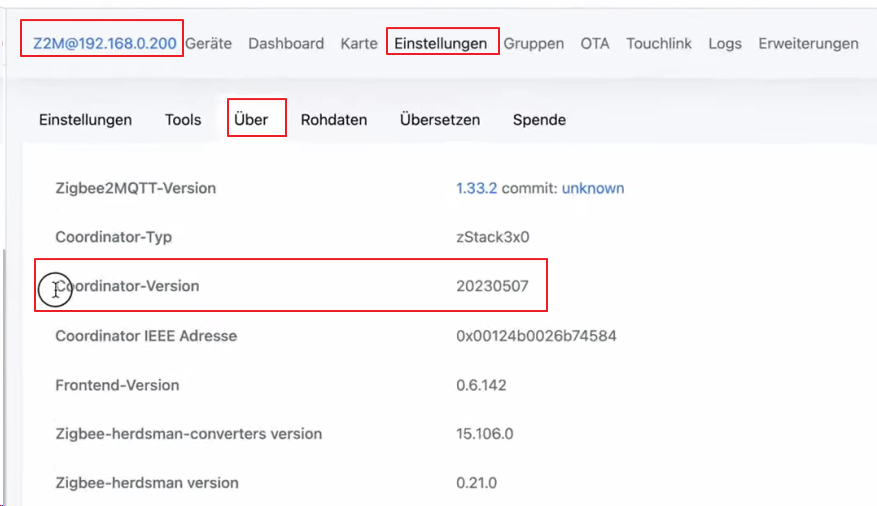 Z2M@192.168.0.200 Geräte Dashboard Karte Einstellungen Gruppen OTA Touchlink Logs Erweiterungen
Einstellungen Tools Über Rohdaten Übersetzen Spende
Zigbee2MQTT-Version 1.33.2 commit: unknown
Coordinator-Typ zStack3x0
Coordinator-Version 20230507
Coordinator IEEE Adresse 0x00124b0026b74584
Frontend-Version 0.6.142
Zigbee-herdsman-converters version 15.106.0
Zigbee-herdsman version 0.21.0